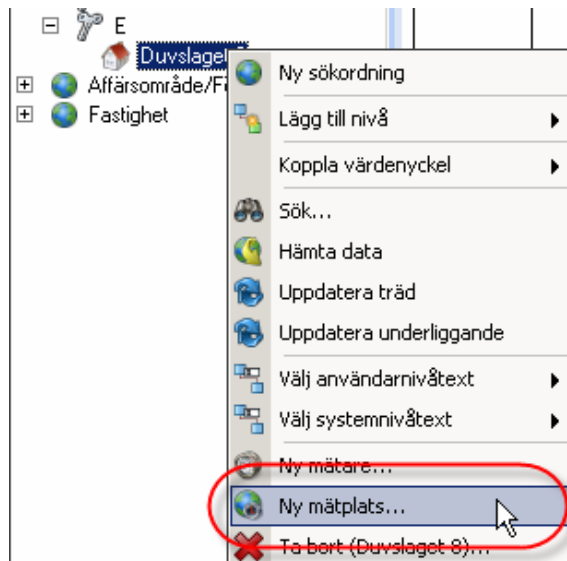 E
Duvslaget
Affärsområde/F
Fastighet
Ny sökordning
Lägg till nivå
Koppla värdenyckel
Sök...
Hämta data
Uppdatera träd
Uppdatera underliggande
Välj användarnivåtext
Välj systemnivåtext
Ny mätare...
Ny mätplats...
Ta bort (Duvslaget 8)...